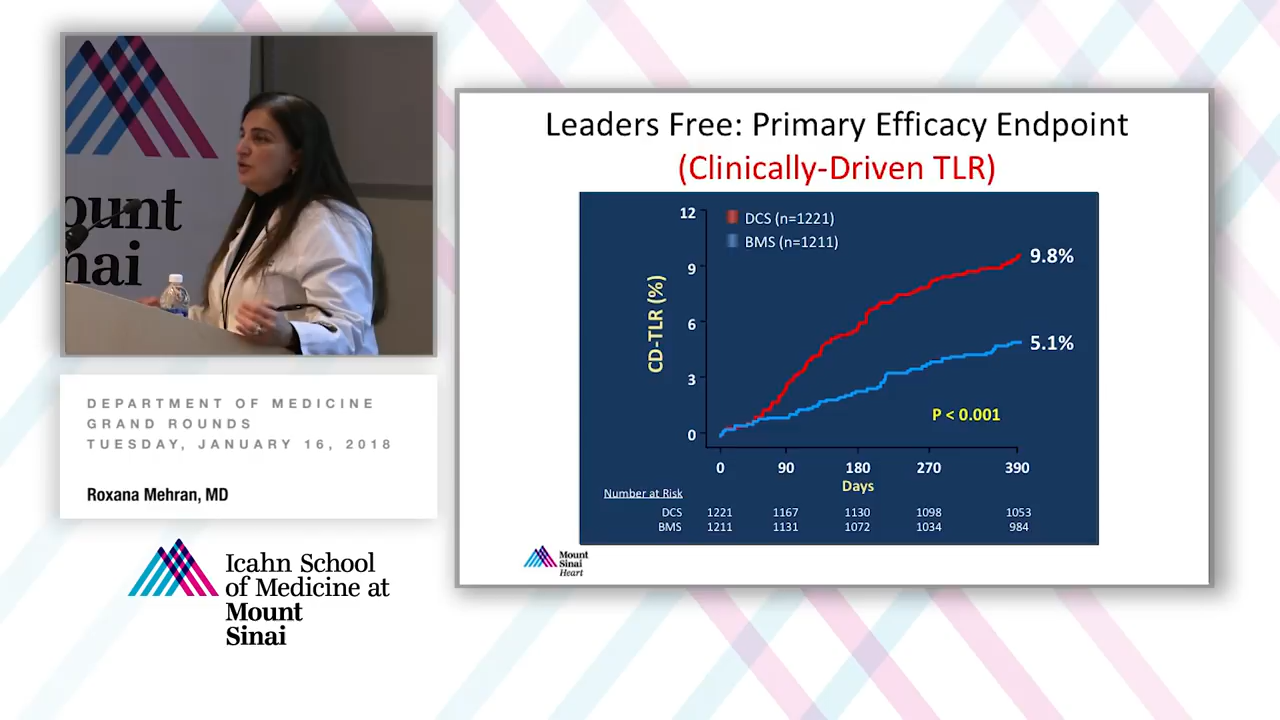 ount
Sinai
DEPARTMENT OF MEDICINE
GRAND ROUNDS
TUESDAY, JANUARY 16, 2018
Roxana Mehran, MD
Icahn School
of Medicine at
Mount
Sinai
Leaders Free: Primary Efficacy Endpoint
(Clinically-Driven TLR)
DCS (n=1221)
BMS (n=1211)
CD-TLR (%)
12
9
6
3
0
9.8%
5.1%
P < 0.001
0 90 180 270 390
Days
Number at Risk
DCS 1221 1167 1130 1098 1053
BMS 1211 1131 1072 1034 984
Mount
Sinai
Heart